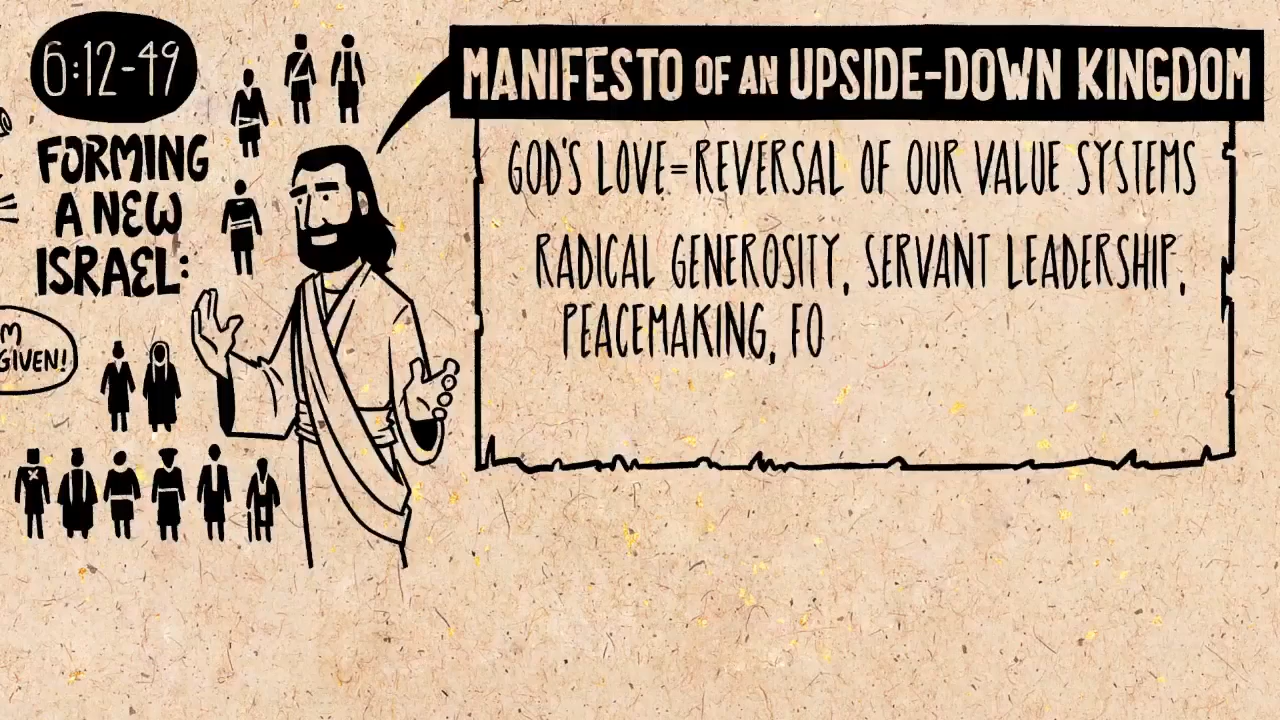 6:12-49
FORMING
A NEW
ISRAEL:
GIVEN!
MANIFESTO OF AN UPSIDE-DOWN KINGDOM
GOD'S LOVE=REVERSAL OF OUR VALUE SYSTEMS
RADICAL GENEROSITY, SERVANT LEADERSHIP,
PEACEMAKING, FO